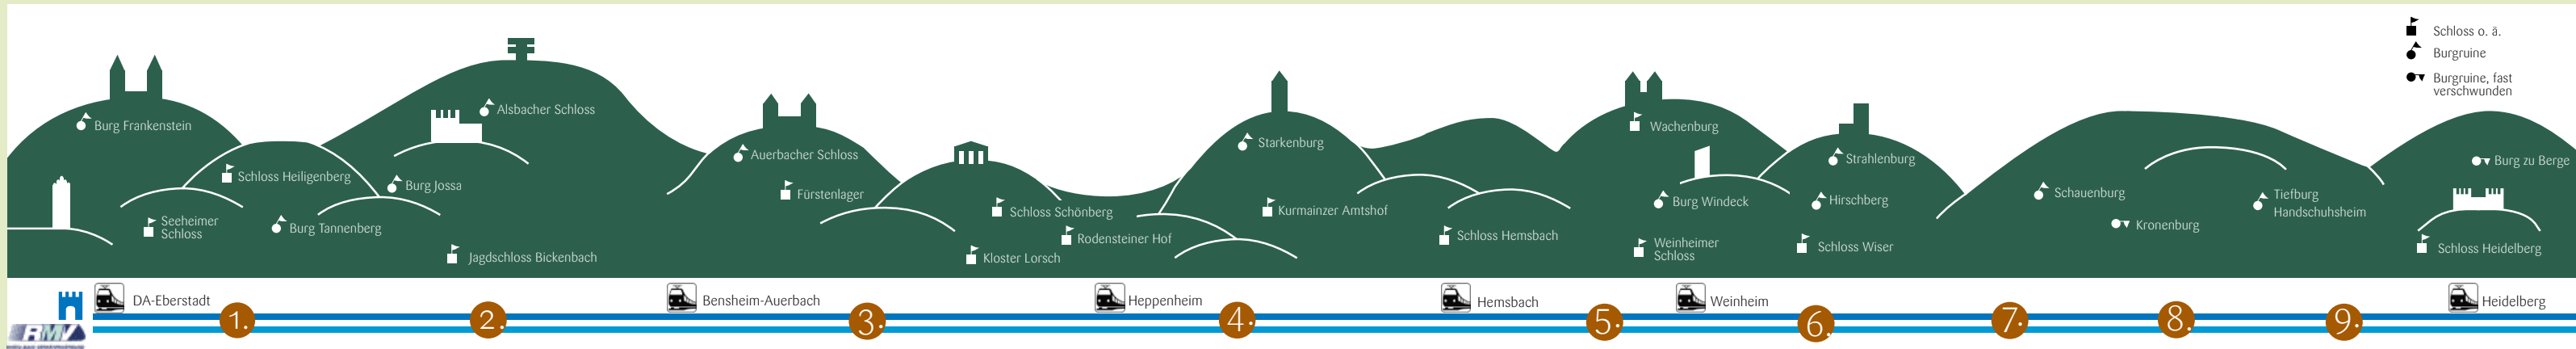 Schloss o. ä.
Burgruine
Burgruine, fast
verschwunden
Burg Frankenstein
Schloss Heiligenberg
Seeheimer
Schloss
Burg Tannenberg
Alsbacher Schloss
Burg Jossa
Jagdschloss Bickenbach
Auerbacher Schloss
Fürstenlager
Schloss Schönberg
Rodensteiner Hof
Kloster Lorsch
Starkenburg
Kurmainzer Amtshof
Schloss Hemsbach
Wachenburg
Burg Windeck
Weinheimer
Schloss
Strahlenburg
Hirschberg
Schloss Wiser
Schauenburg
Kronenburg
Tiefburg
Handschuhsheim
Burg zu Berge
Schloss Heidelberg
DA-Eberstadt
Bensheim-Auerbach
Heppenheim
Hemsbach
Weinheim
Heidelberg
RMV
1.
2.
3.
4.
5.
6.
7.
8.
9.